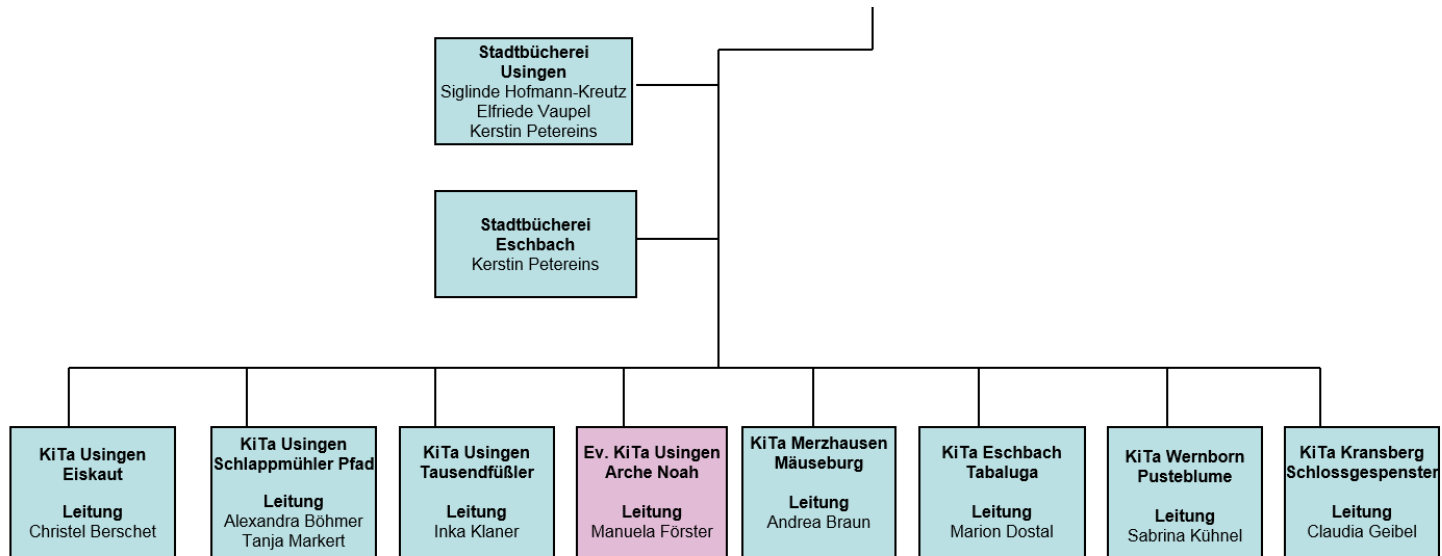 Stadtbücherei
Usingen
Siglinde Hofmann-Kreutz
Elfriede Vaupel
Kerstin Petereins
Stadtbücherei
Eschbach
Kerstin Petereins
KiTa Usingen
Eiskaut
Leitung
Christel Berschet
KiTa Usingen
Schlappmühler Pfad
Leitung
Alexandra Böhmer
Tanja Markert
KiTa Usingen
Tausendfüßler
Leitung
Inka Klaner
Ev. KiTa Usingen
Arche Noah
Leitung
Manuela Förster
KiTa Merzhausen
Mäuseburg
Leitung
Andrea Braun
KiTa Eschbach
Tabaluga
Leitung
Marion Dostal
KiTa Wernborn
Pusteblume
Leitung
Sabrina Kühnel
KiTa Kransberg
Schlossgespenster
Leitung
Claudia Geibel